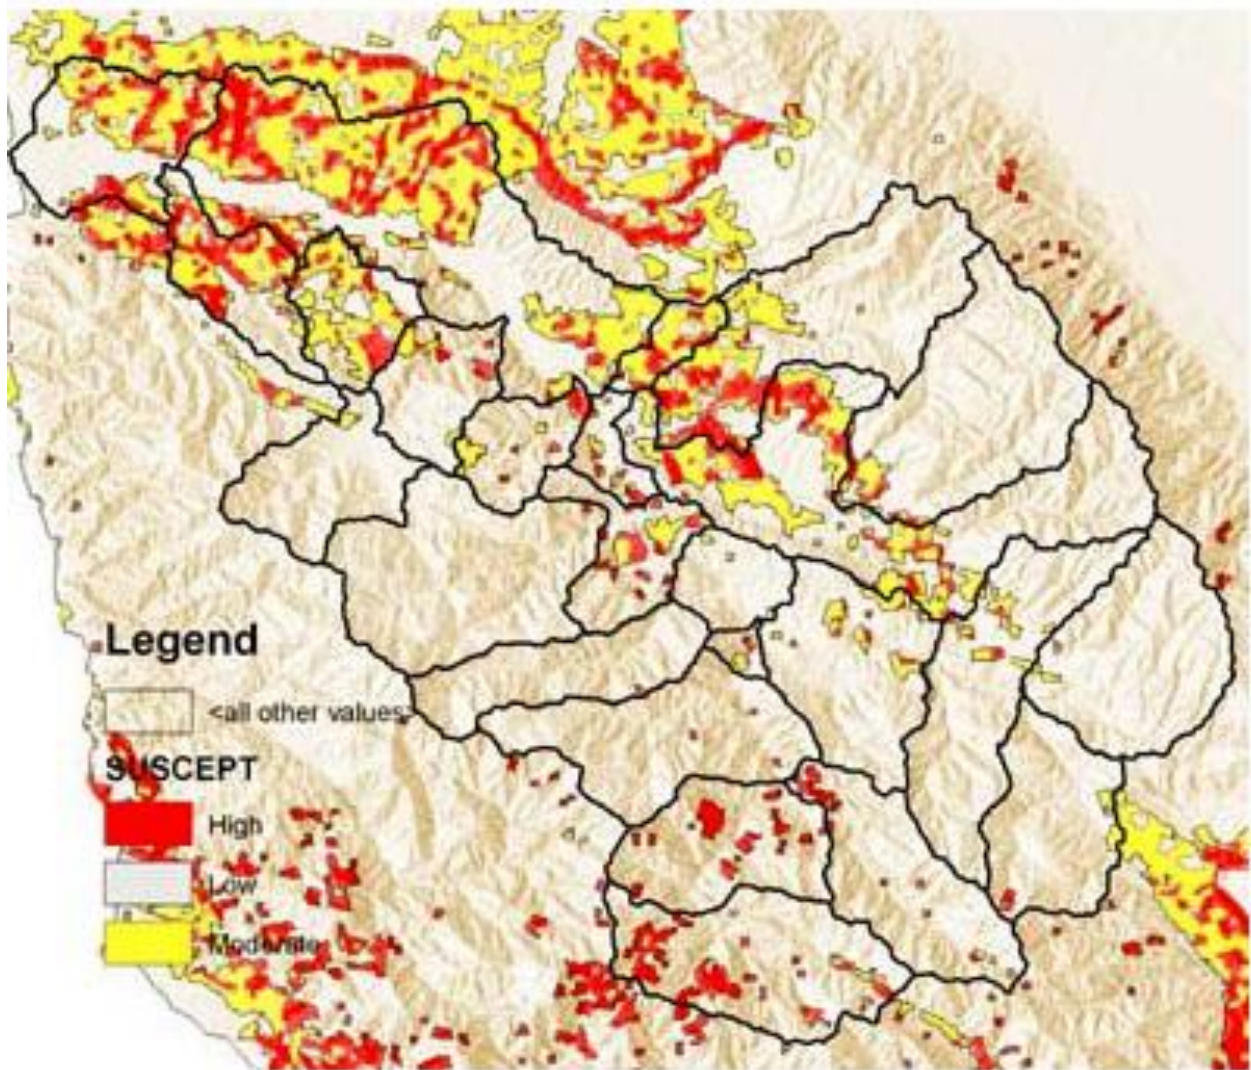 Legend
<all other values>
SUSCEPT
High
Low
Moderate